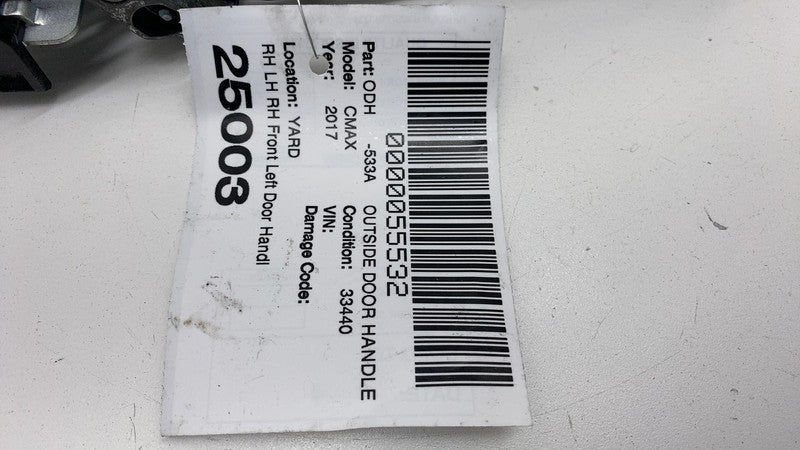 0000055532
Part: ODH -533A OUTSIDE DOOR HANDLE
Model: CMAX Condition: 33440
Year: 2017 VIN:
Damage Code:
Location: YARD
RH LH RH Front Left Door Handl
25003